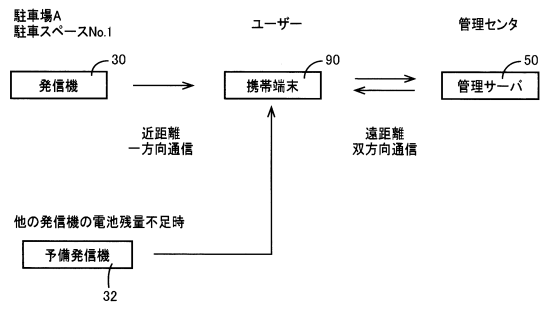 駐車場A
駐車スペースNo.1
ユーザー
管理センタ
30
90
50
発信機
携帯端末
管理サーバ
近距離
一方向通信
遠距離
双方向通信
他の発信機の電池残量不足時
予備発信機
32